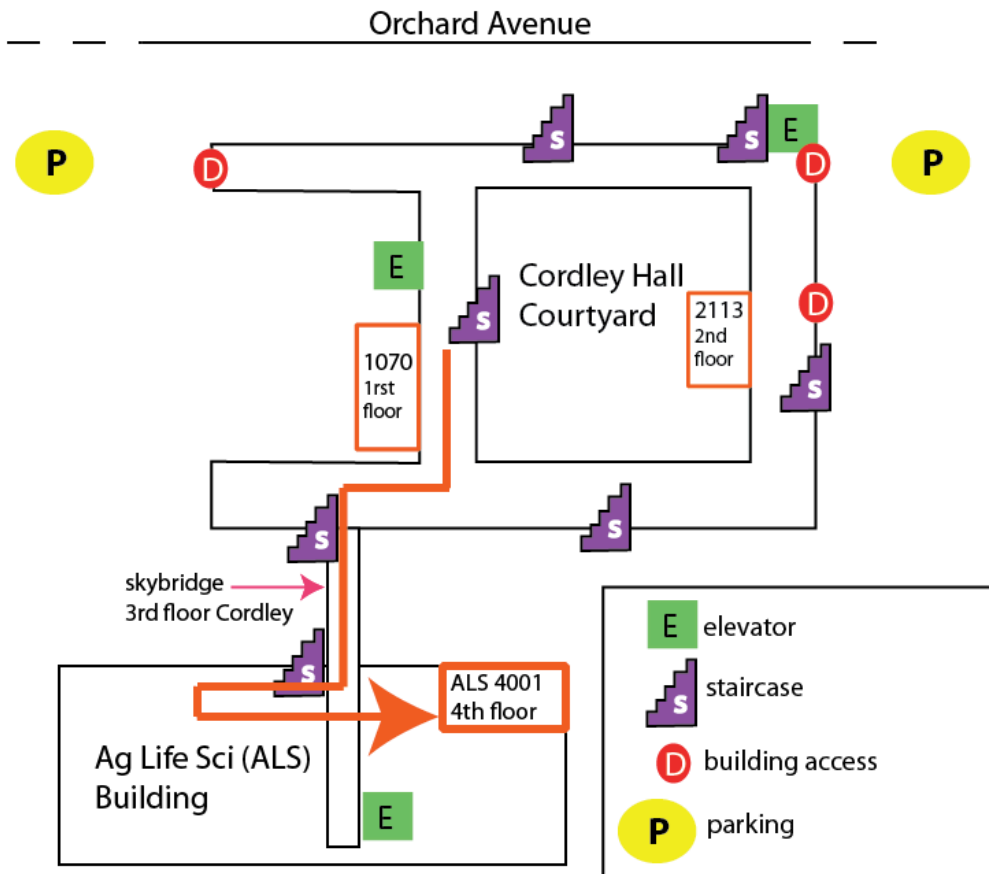 Orchard Avenue
S
S
E
P
D
D
P
E
S
Cordley Hall
Courtyard
D
2113
2nd
floor
1070
1rst
floor
S
S
S
skybridge
3rd floor Cordley
E
elevator
S
ALS 4001
4th floor
S
staircase
Ag Life Sci (ALS)
Building
D
building access
E
P
parking